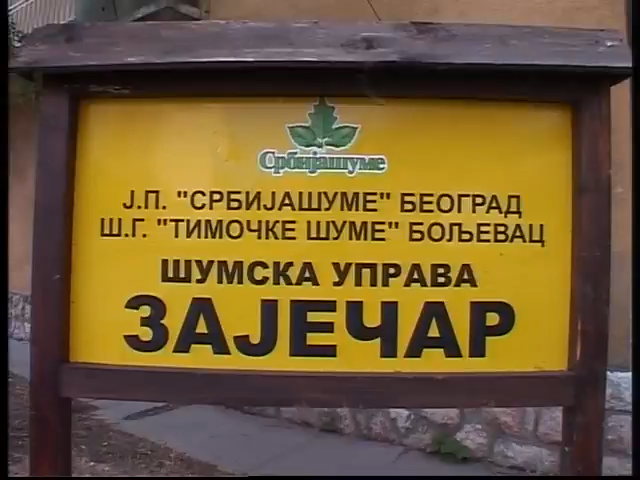 Србијашуме
Ј.П. "СРБИЈАШУМЕ" БЕОГРАД
Ш.Г. "ТИМОЧКЕ ШУМЕ" БОЉЕВАЦ
ШУМСКА УПРАВА
ЗАЈЕЧАР